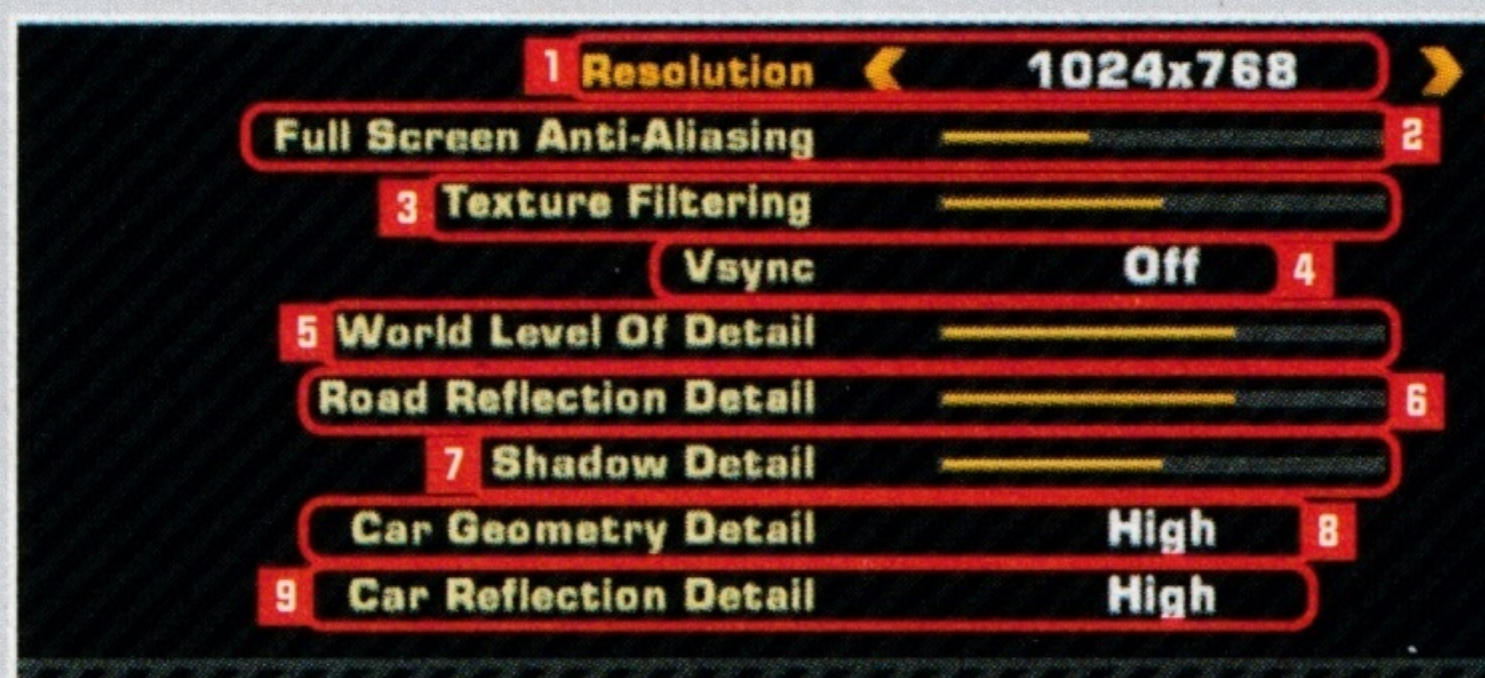 1 Resolution 1024x768
Full Screen Anti-Aliasing 2
3 Texture Filtering
Vsync Off 4
5 World Level Of Detail
Road Reflection Detail 6
7 Shadow Detail
Car Geometry Detail High 8
9 Car Reflection Detail High